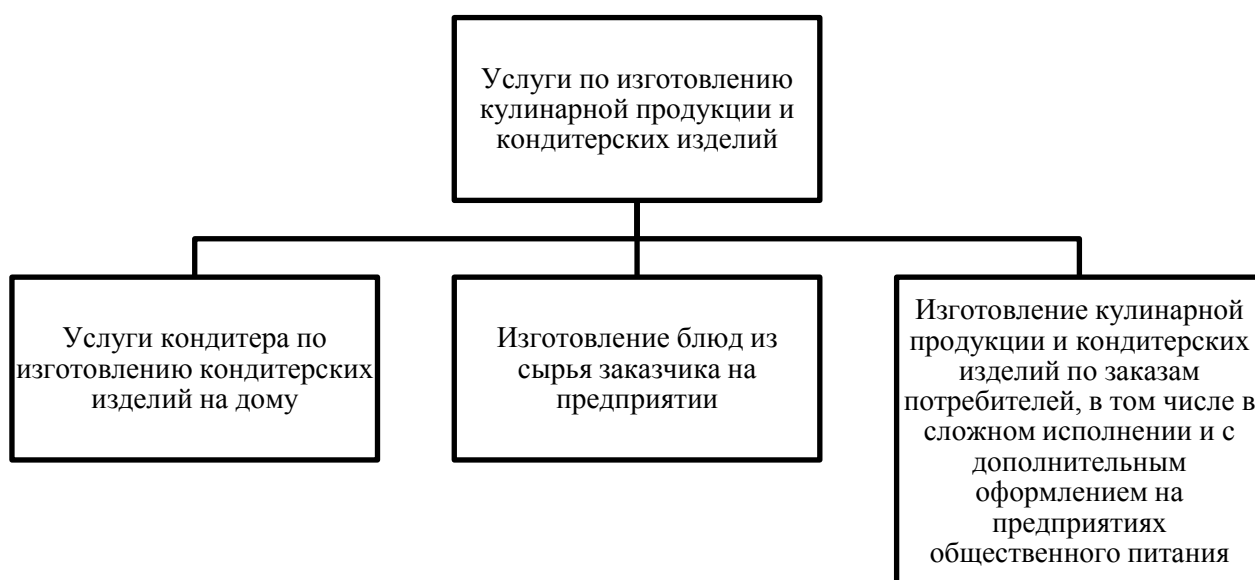 Услуги по изготовлению
кулинарной продукции и
кондитерских изделий
Услуги кондитера по
изготовлению кондитерских
изделий на дому
Изготовление блюд из
сырья заказчика на
предприятии
Изготовление кулинарной
продукции и кондитерских
изделий по заказам
потребителей, в том числе в
сложном исполнении и с
дополнительным
оформлением на
предприятиях
общественного питания